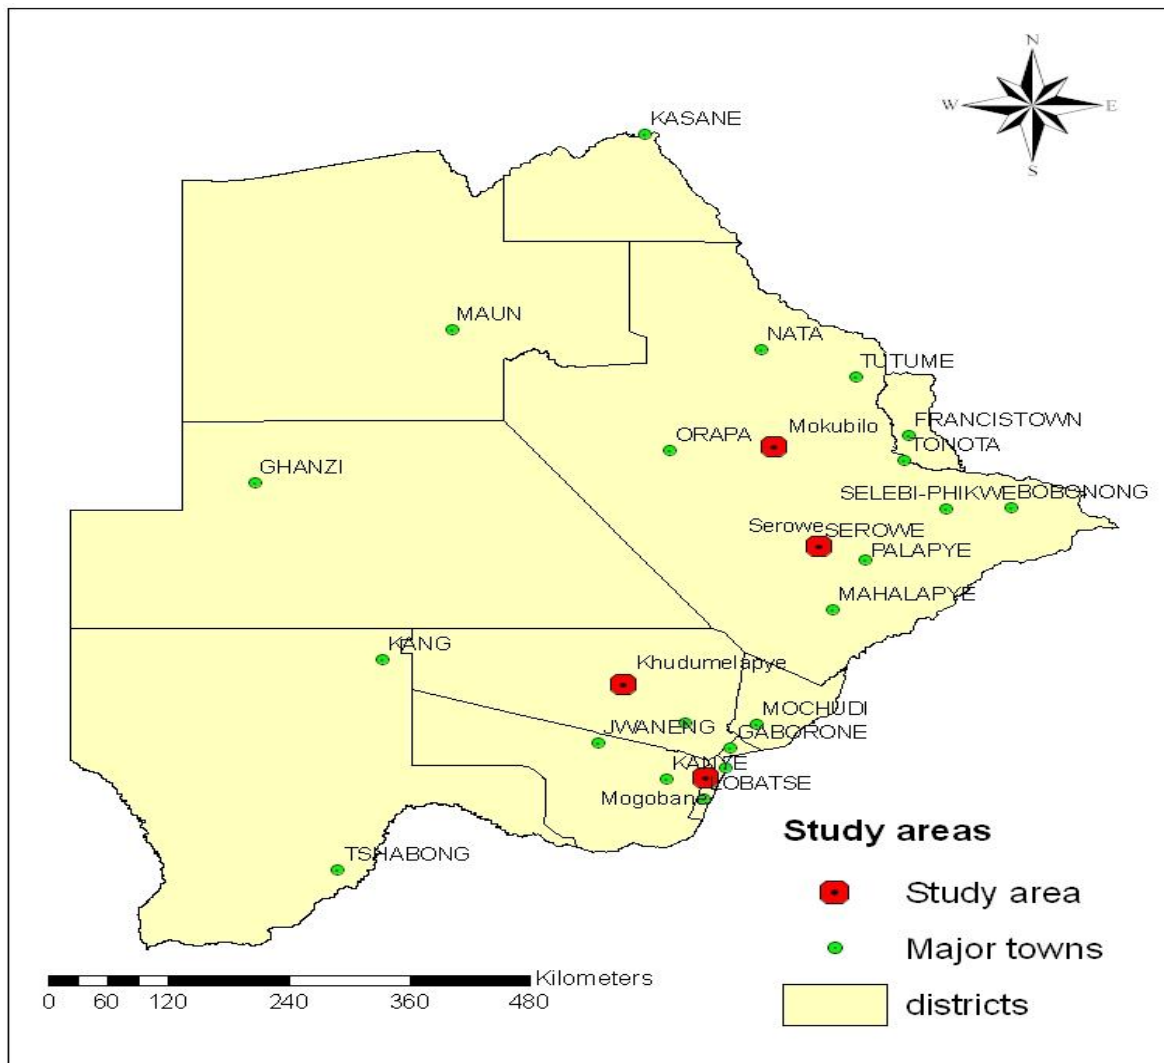 N
W E
S
KASANE
MAUN
NATA
TUTUME
FRANCISTOWN
Mokubilo
ORAPA
TONOTA
GHANZI
SELEBI-PHIKWE
BOBONONG
Serowe
SEROWE
PALAPYE
MAHALAPYE
KANG
Khudumelapye
MOCHUDI
JWANENG
GABORONE
KANYE
LOBATSE
Mogobane
TSHABONG
Study areas
Study area
Major towns
districts
Kilometers
0 60 120 240 360 480